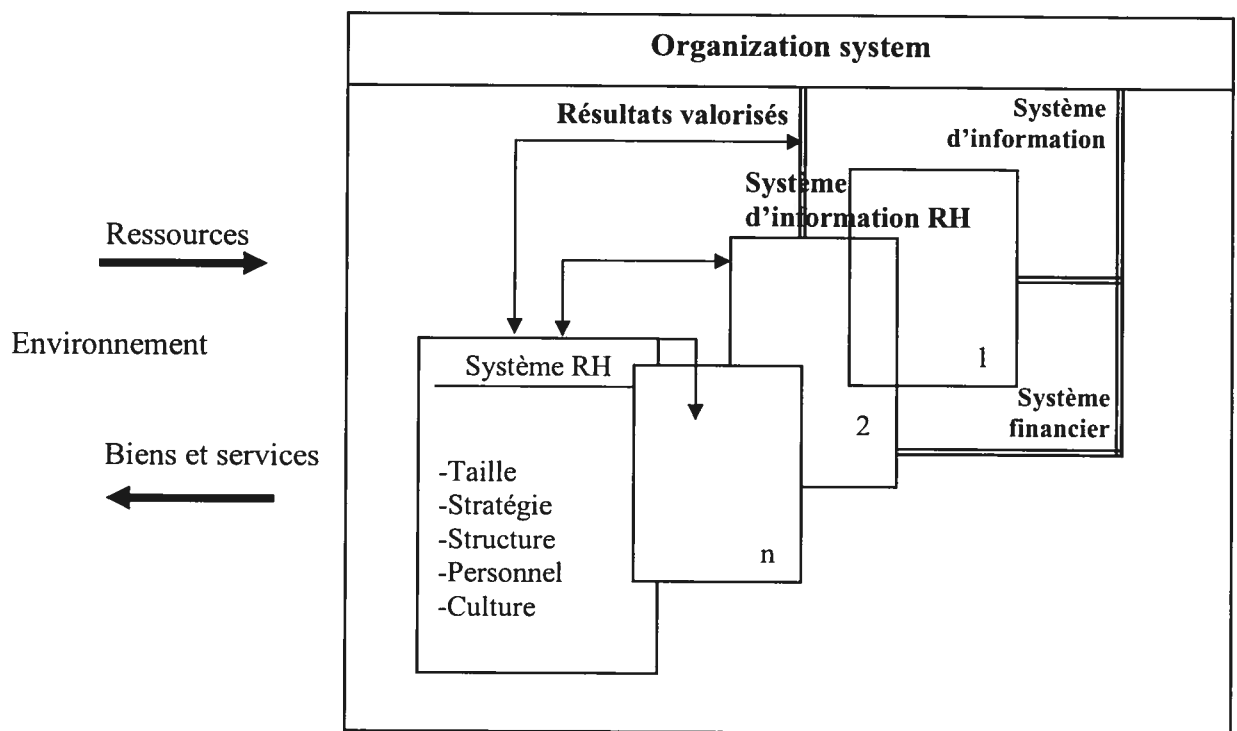 Organization system
Résultats valorisés
Système
d'information
Système
d'information RH
Ressources
Environnement
Système RH
1
2
Système
financier
Biens et services
-Taille
-Stratégie
-Structure
-Personnel
-Culture
n